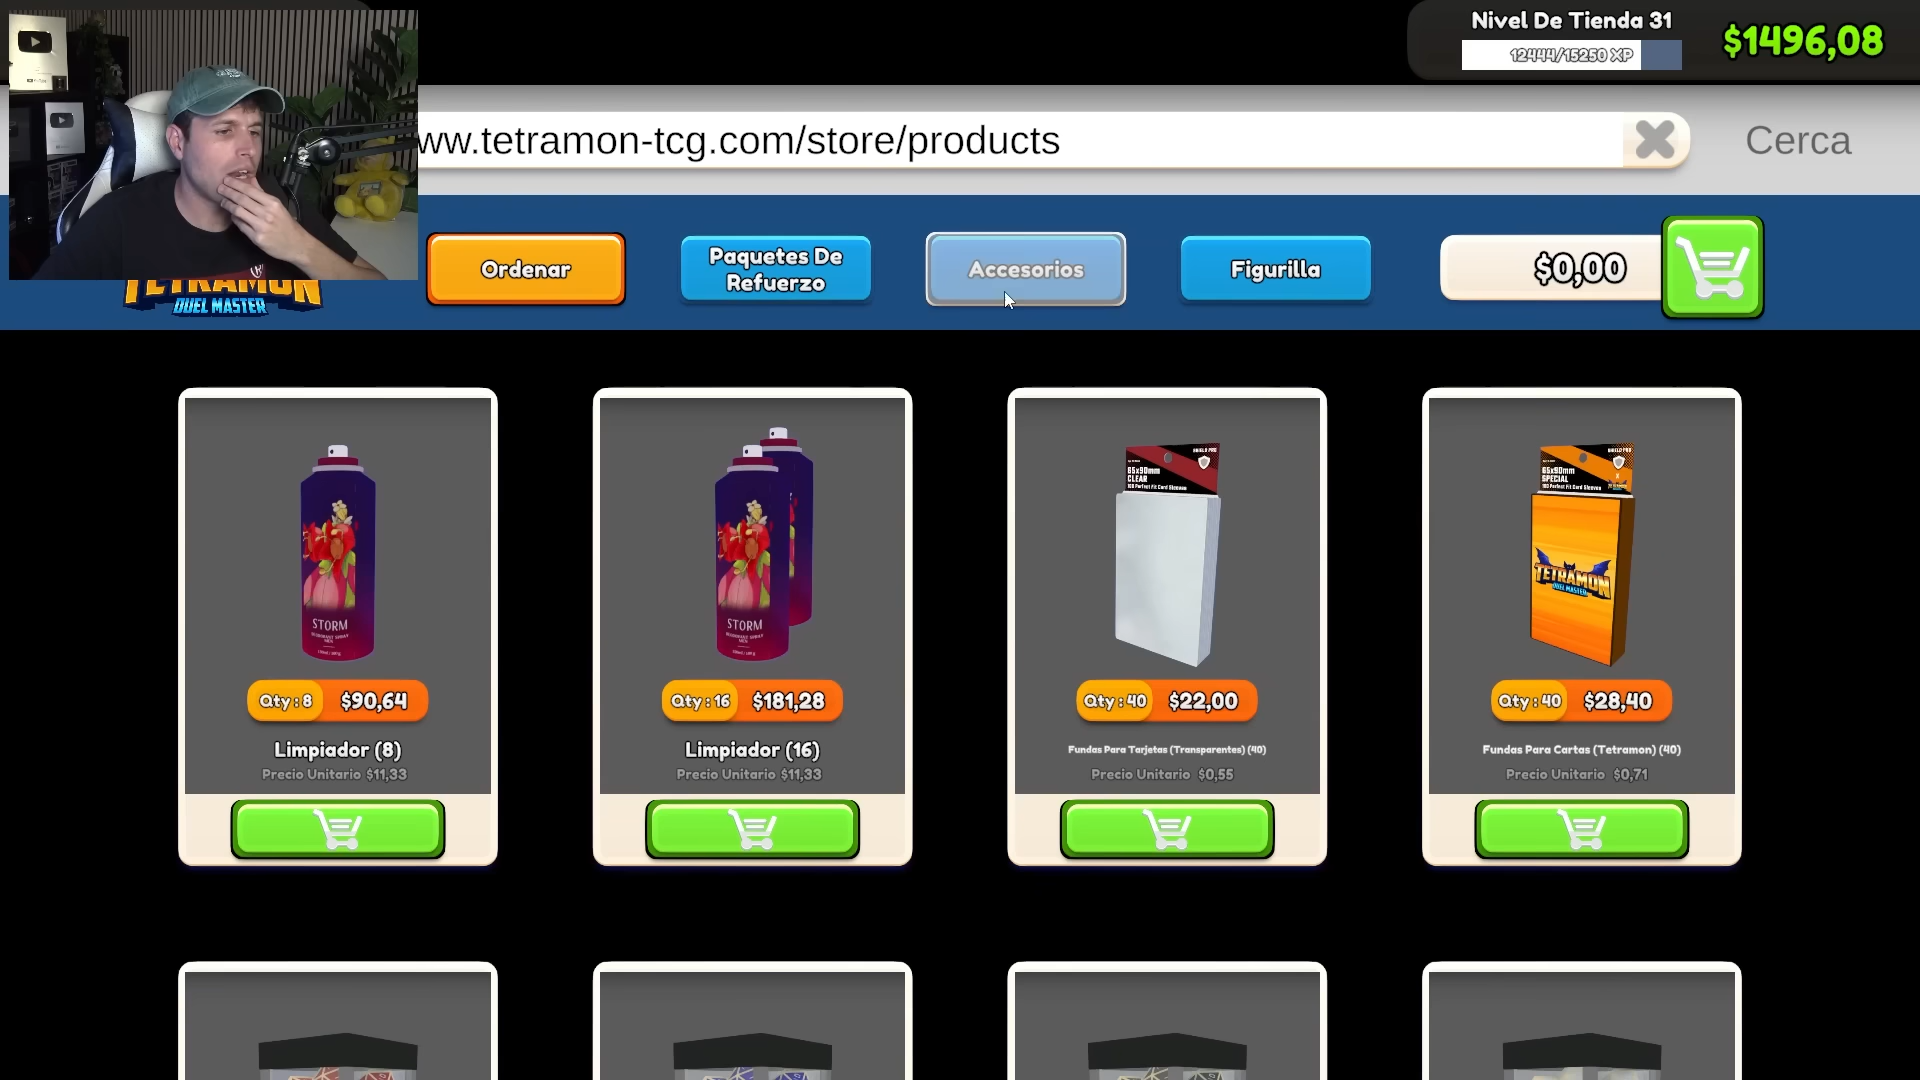 Nivel De Tienda 31
12444/15250 XP
$1496,08
ww.tetramon-tcg.com/store/products
Cerca
TETRAMON
DUEL MASTER
Ordenar
Paquetes De
Refuerzo
Accesorios
Figurilla
$0,00
STORM
STORM
SHIELD PRO
65x90mm
CLEAR
100 Perfect Fit Card Sleeves
SHIELD PRO
65x90mm
SPECIAL
100 Perfect Fit Card Sleeves
TETRAMON
DUEL MASTER
Qty : 8 $90,64
Qty : 16 $181,28
Qty : 40 $22,00
Qty : 40 $28,40
Limpiador (8)
Limpiador (16)
Fundas Para Tarjetas (Transparentes) (40)
Fundas Para Cartas (Tetramon) (40)
Precio Unitario $11,33
Precio Unitario $11,33
Precio Unitario $0,55
Precio Unitario $0,71